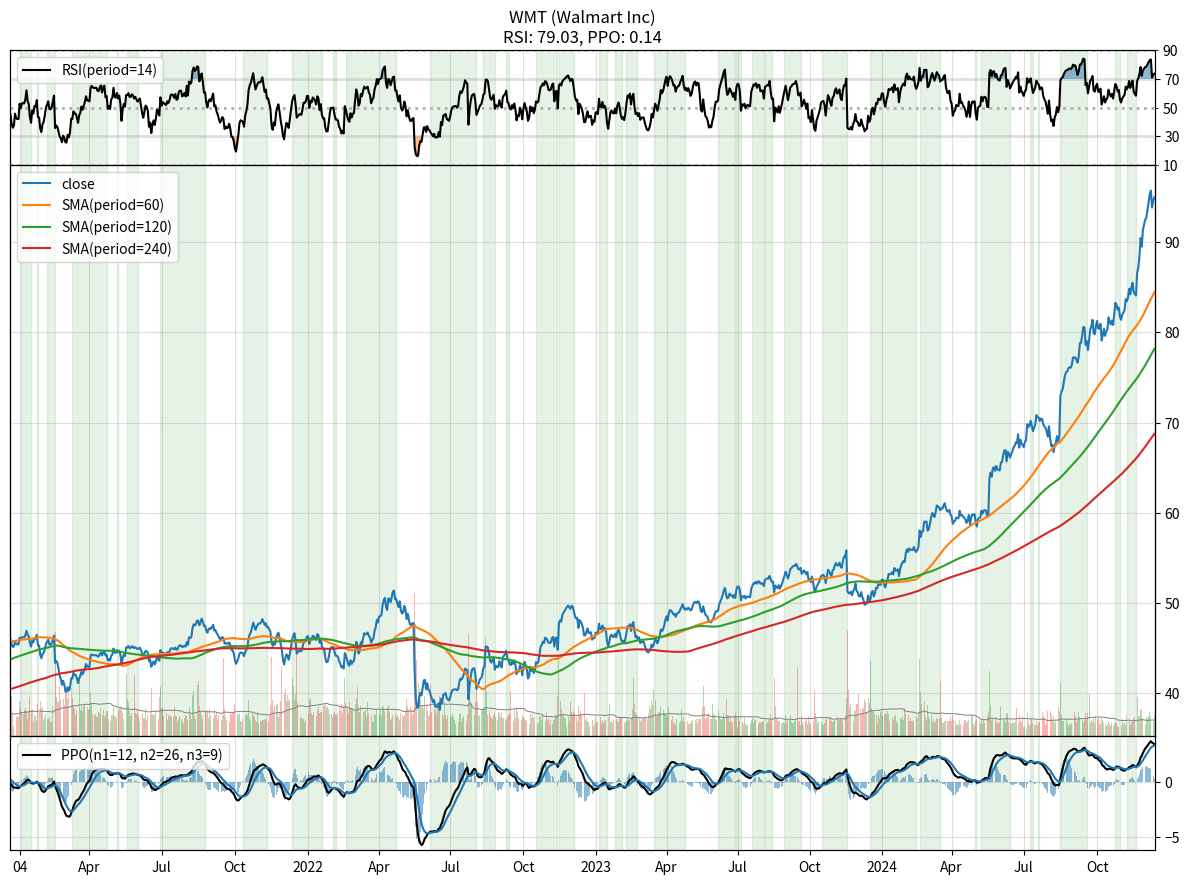 WMT (Walmart Inc)
RSI: 79.03, PPO: 0.14
RSI(period=14)
90
70
50
30
10
close
SMA(period=60)
SMA(period=120)
SMA(period=240)
90
80
70
60
50
40
PPO(n1=12, n2=26, n3=9)
0
−5
04 Apr Jul Oct 2022 Apr Jul Oct 2023 Apr Jul Oct 2024 Apr Jul Oct